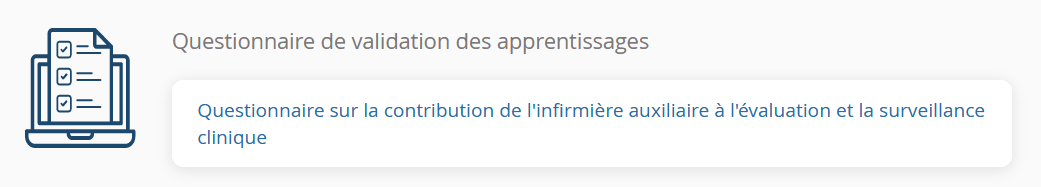 Questionnaire de validation des apprentissages
Questionnaire sur la contribution de l'infirmière auxiliaire à l'évaluation et la surveillance
clinique